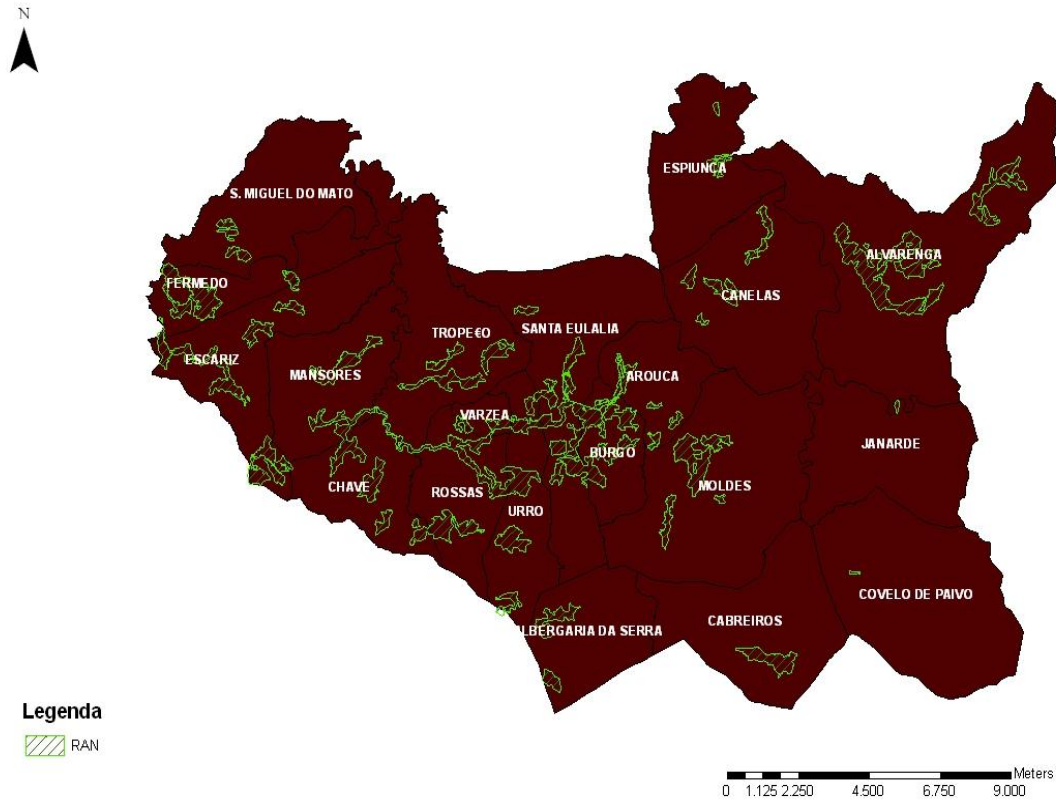 N
ESPIUNCA
S. MIGUEL DO MATO
ALVARENGA
FERMEDO
CANELAS
TROPE€O
SANTA EULALIA
ESCARIZ
MANSORES
AROUCA
VARZEA
BURGO
JANARDE
CHAVE
ROSSAS
MOLDES
URRO
COVELO DE PAIVO
CABREIROS
LBERGARIA DA SERRA
Legenda
RAN
Meters
0 1.125 2.250 4.500 6.750 9.000